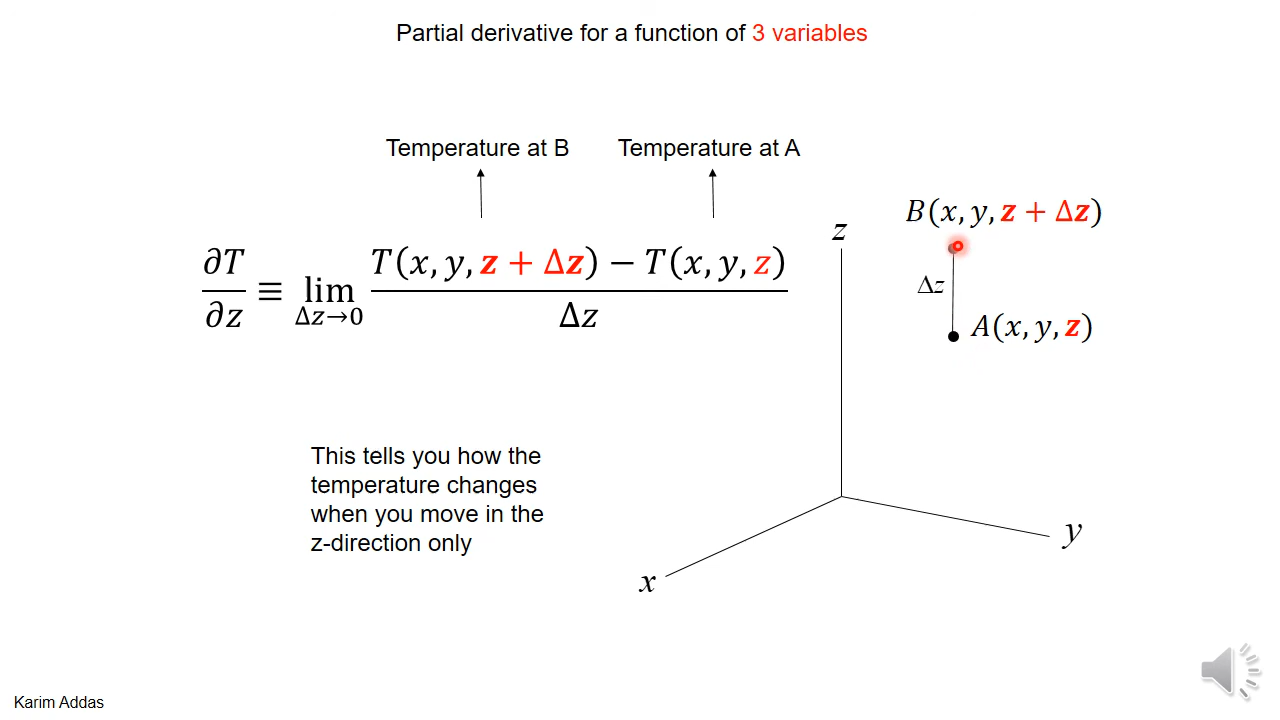 Partial derivative for a function of 3 variables
Temperature at B
Temperature at A
B(x, y, z + Δz)
z
∂T/∂z ≡ lim Δz→0 T(x, y, z + Δz) − T(x, y, z) / Δz
Δz
A(x, y, z)
This tells you how the
temperature changes
when you move in the
z-direction only
y
x
Karim Addas